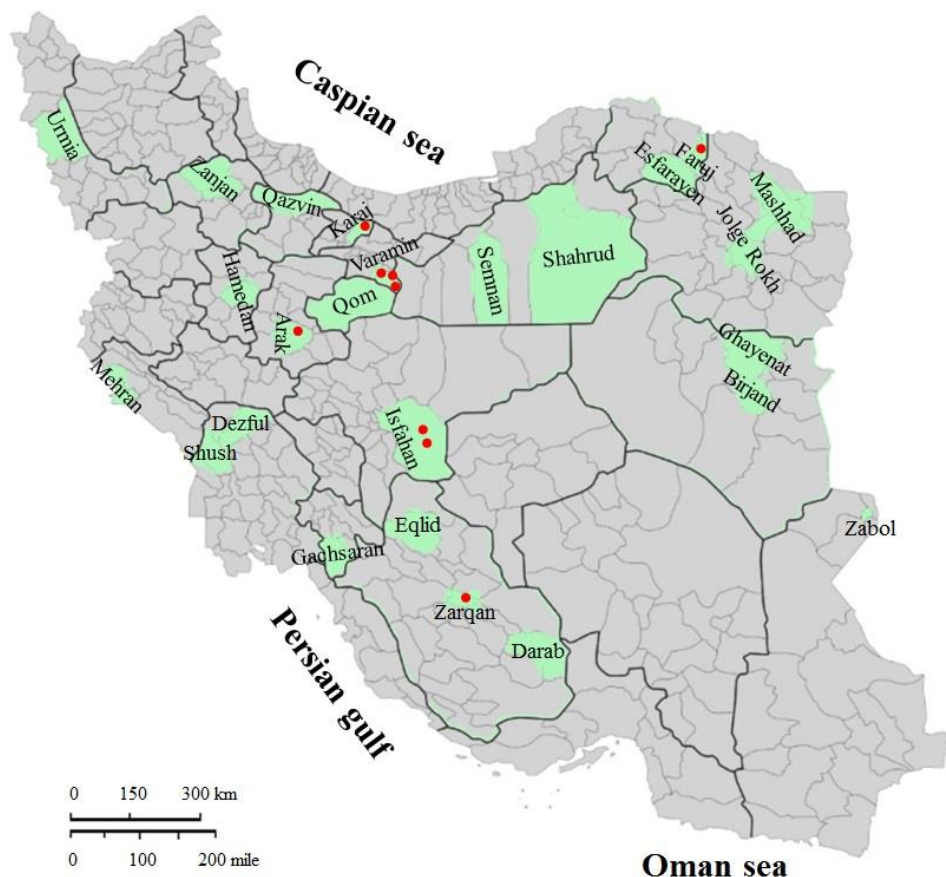 Caspian sea
Urmia
Zanjan
Qazvin
Karaj
Faruj
Esfarayen
Mashhad
Jolge Rokh
Varamin
Semnan
Shahrud
Hamedan
Qom
Arak
Ghayenat
Birjand
Mehran
Dezful
Shush
Isfahan
Eqlid
Zabol
Gachsaran
Zarqan
Darab
Persian gulf
0 150 300 km
0 100 200 mile
Oman sea